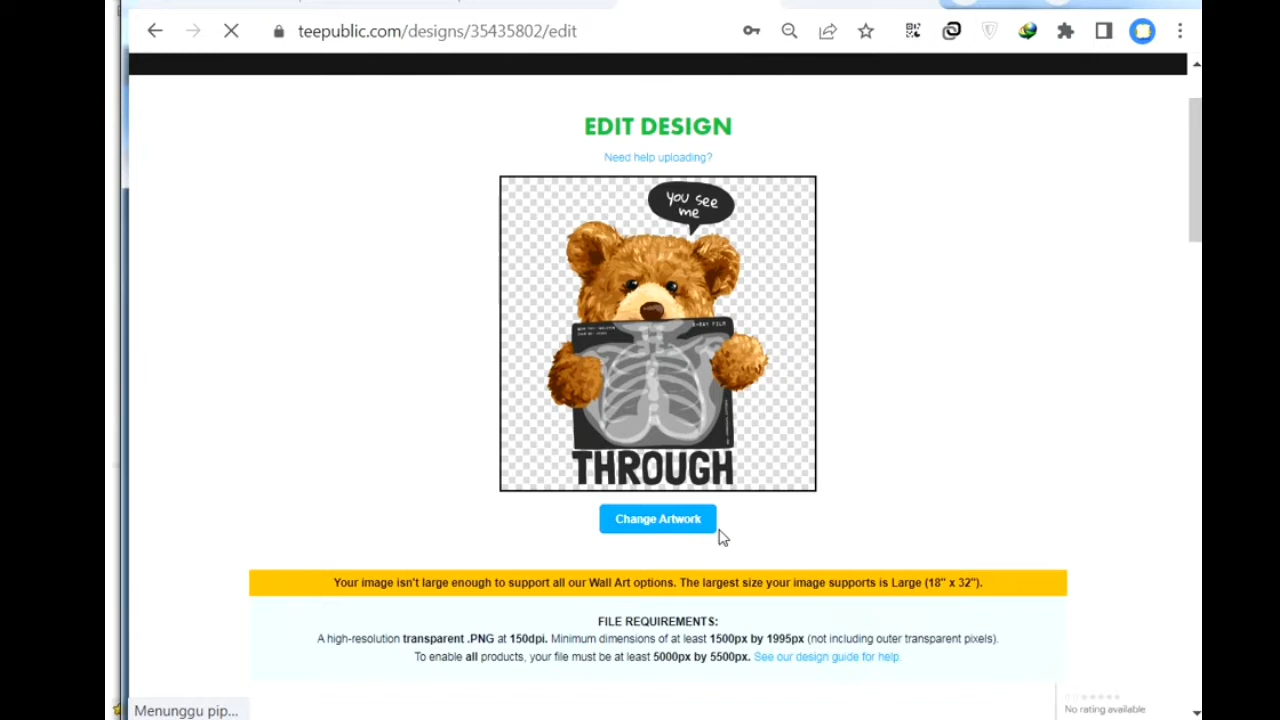 teepublic.com/designs/35435802/edit
EDIT DESIGN
Need help uploading?
you see
me
X-RAY FILM
THROUGH
Change Artwork
Your image isn't large enough to support all our Wall Art options. The largest size your image supports is Large (18" x 32").
FILE REQUIREMENTS:
A high-resolution transparent .PNG at 150dpi. Minimum dimensions of at least 1500px by 1995px (not including outer transparent pixels).
To enable all products, your file must be at least 5000px by 5500px. See our design guide for help.
No rating available
Menunggu pip...